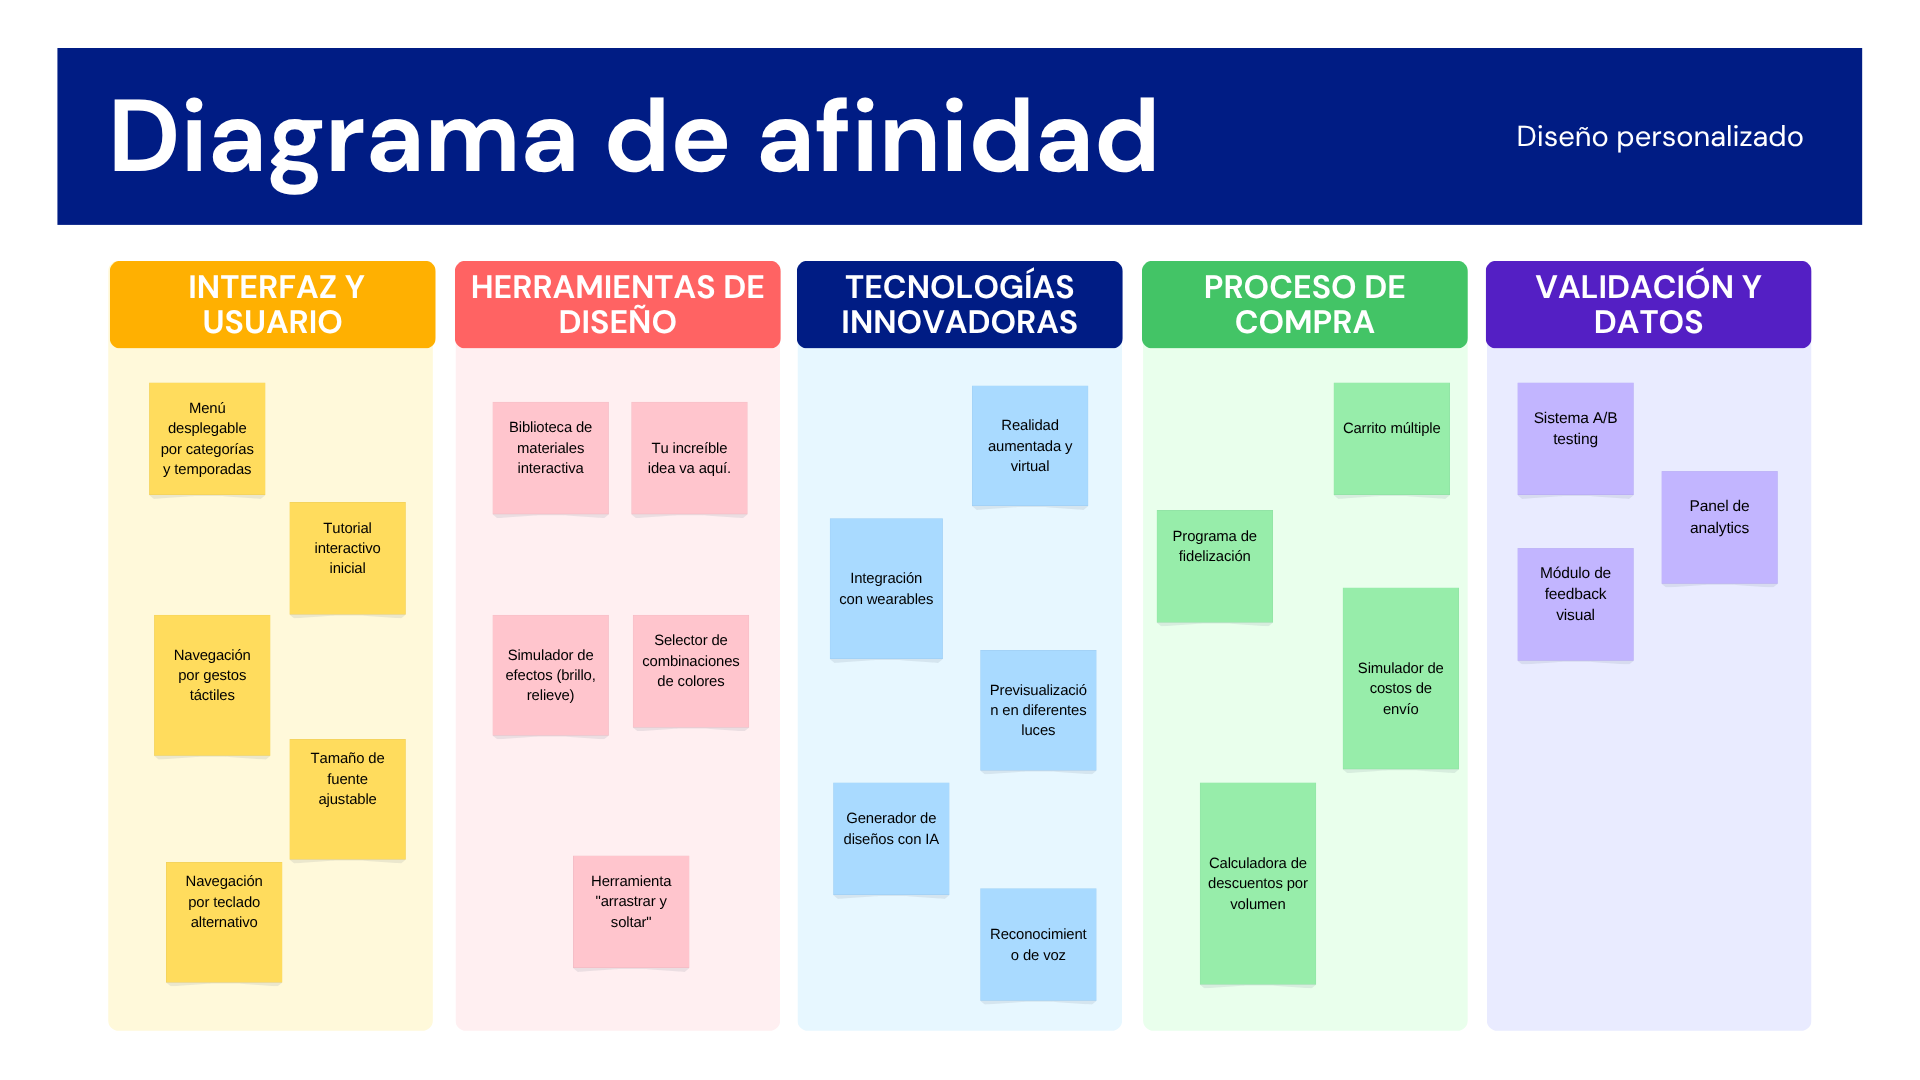 Diagrama de afinidad
Diseño personalizado
INTERFAZ Y
USUARIO
Menú
desplegable
por categorías
y temporadas
Tutorial
interactivo
inicial
Navegación
por gestos
táctiles
Tamaño de
fuente
ajustable
Navegación
por teclado
alternativo
HERRAMIENTAS DE
DISEÑO
Biblioteca de
materiales
interactiva
Tu increíble
idea va aquí.
Simulador de
efectos (brillo,
relieve)
Selector de
combinaciones
de colores
Herramienta
"arrastrar y
soltar"
TECNOLOGÍAS
INNOVADORAS
Realidad
aumentada y
virtual
Integración
con wearables
Previsualizació
n en diferentes
luces
Generador de
diseños con IA
Reconocimient
o de voz
PROCESO DE
COMPRA
Carrito múltiple
Programa de
fidelización
Simulador de
costos de
envío
Calculadora de
descuentos por
volumen
VALIDACIÓN Y
DATOS
Sistema A/B
testing
Panel de
analytics
Módulo de
feedback
visual